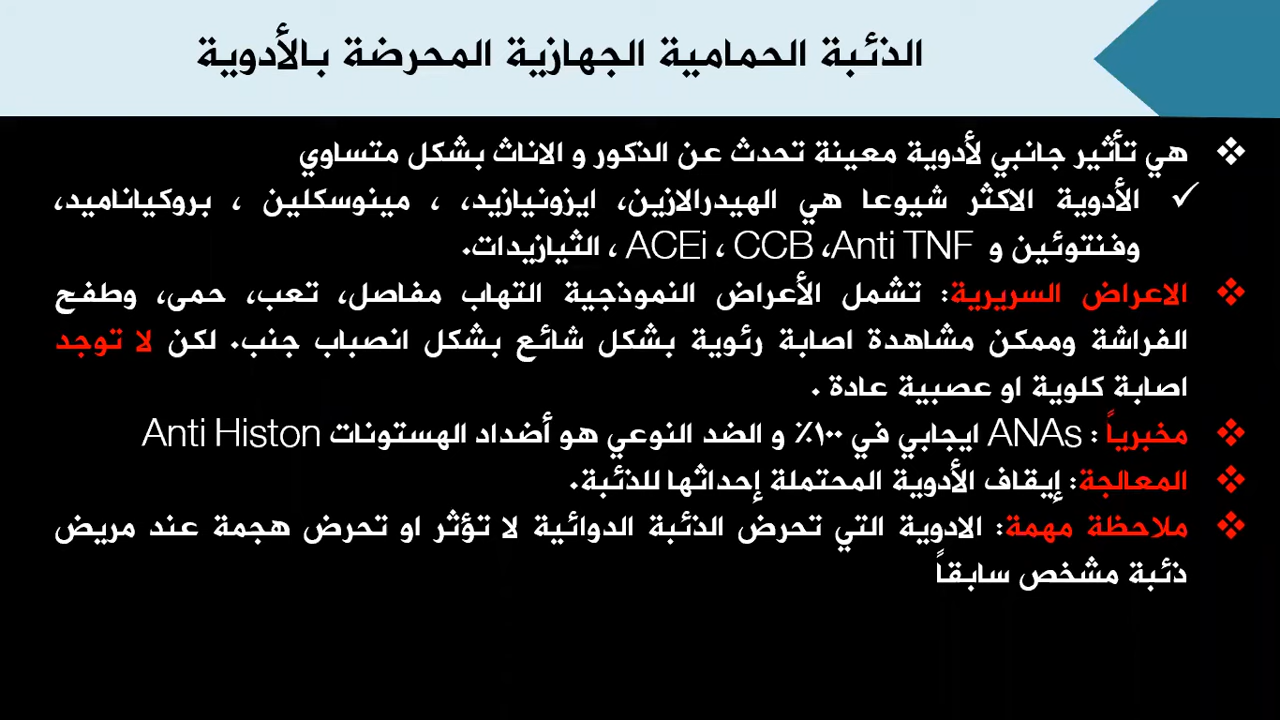 الذئبة الحمامية الجهازية المحرضة بالأدوية
هي تأثير جانبي لأدوية معينة تحدث عن الذكور و الاناث بشكل متساوي
الأدوية الاكثر شيوعا هي الهيدرالازين، ايزونيازيد، ، مينوسكلين ، بروكياناميد،
وفنتوئين و Anti TNF، CCB ، ACEi ، الثيازيدات.
الاعراض السريرية: تشمل الأعراض النموذجية التهاب مفاصل، تعب، حمى، وطفح
الفراشة وممكن مشاهدة اصابة رئوية بشكل شائع بشكل انصباب جنب. لكن لا توجد
اصابة كلوية او عصبية عادة .
مخبرياً : ANAs ايجابي في ١٠٠٪ و الضد النوعي هو أضداد الهستونات Anti Histon
المعالجة: إيقاف الأدوية المحتملة إحداثها للذئبة.
ملاحظة مهمة: الادوية التي تحرض الذئبة الدوائية لا تؤثر او تحرض هجمة عند مريض
ذئبة مشخص سابقاً